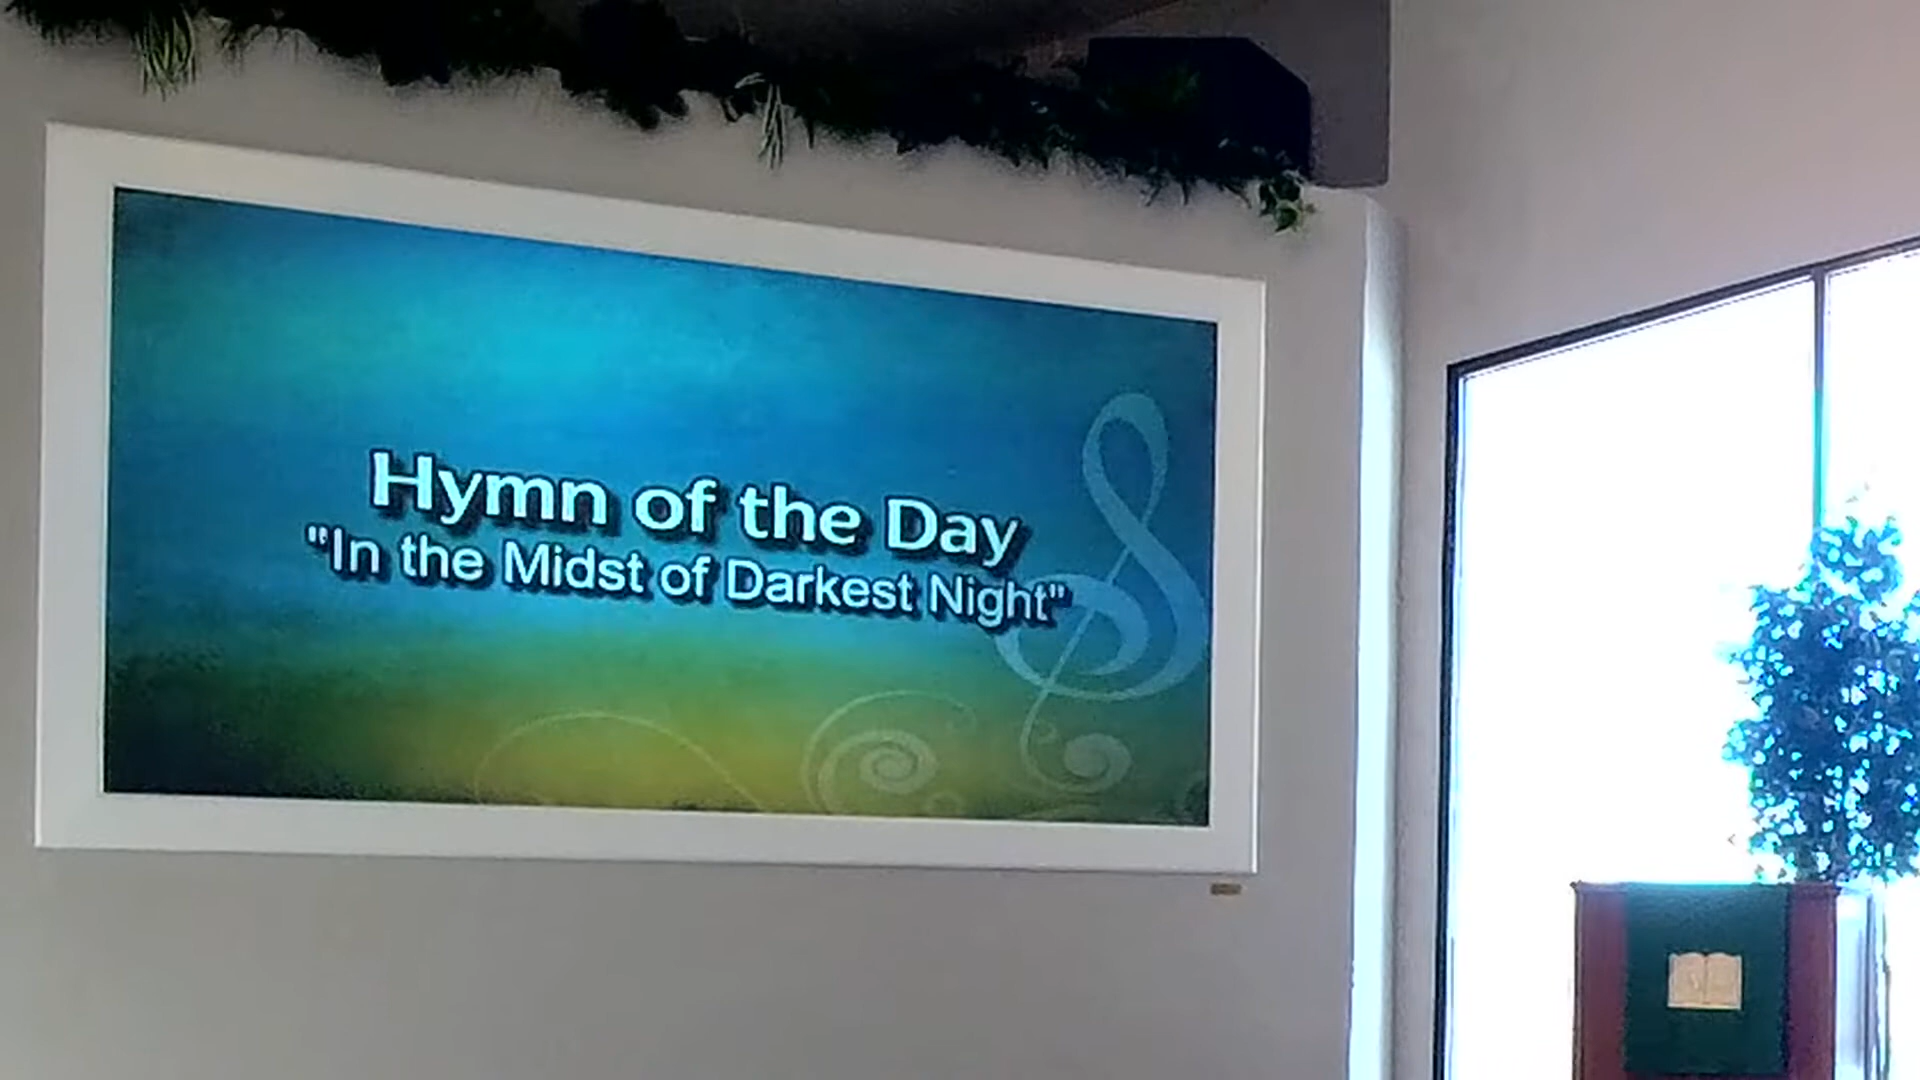 Hymn of the Day
"In the Midst of Darkest Night"